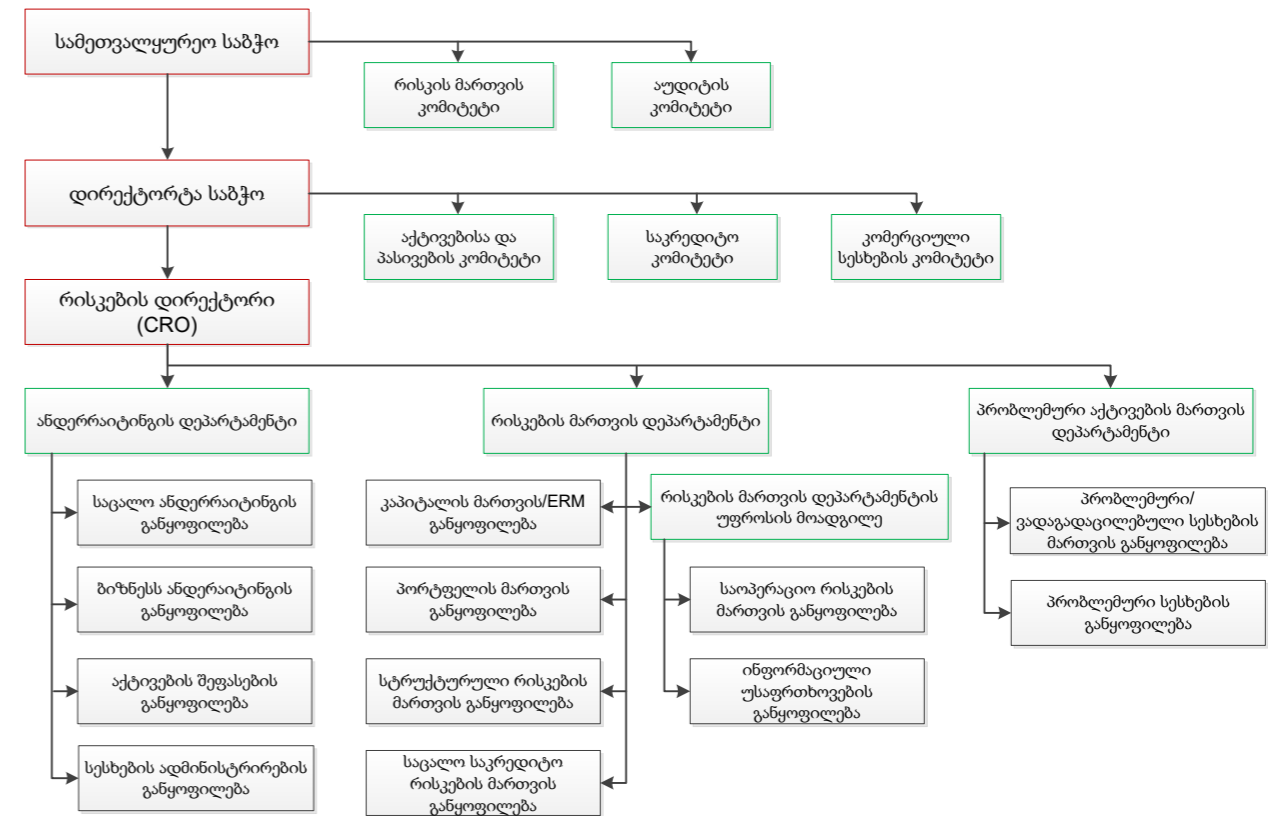 სამეთვალყურეო საბჭო
რისკის მართვის
კომიტეტი
აუდიტის
კომიტეტი
დირექტორტა საბჭო
აქტივებისა და
პასივების კომიტეტი
საკრედიტო
კომიტეტი
კომერციული
სესხების კომიტეტი
რისკების დირექტორი
(CRO)
ანდერრაიტინგის დეპარტამენტი
რისკების მართვის დეპარტამენტი
პრობლემური აქტივების მართვის
დეპარტამენტი
საცალო ანდერრაიტინგის
განყოფილება
ბიზნესს ანდერაიტინგის
განყოფილება
აქტივების შეფასების
განყოფილება
სესხების ადმინისტრირების
განყოფილება
კაპიტალის მართვის/ERM
განყოფილება
პორტფელის მართვის
განყოფილება
სტრუქტურული რისკების
მართვის განყოფილება
საცალო საკრედიტო
რისკების მართვის
განყოფილება
რისკების მართვის დეპარტამენტის
უფროსის მოადგილე
საოპერაციო რისკების
მართვის განყოფილება
ინფორმაციული
უსაფრთხოვების
განყოფილება
პრობლემური/
ვადაგადაცილებული სესხების
მართვის განყოფილება
პრობლემური სესხების
განყოფილება